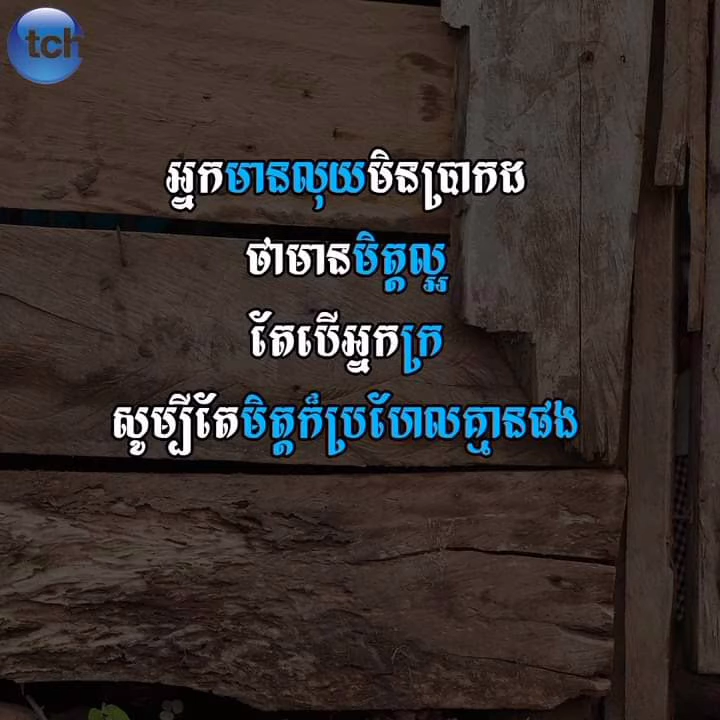 tch
អ្នកមានលុយមិនប្រាកដ
ថាមានមិត្តល្អ
តែបើអ្នកក្រ
សូម្បីតែមិត្តក៏ប្រហែលគ្មានផង